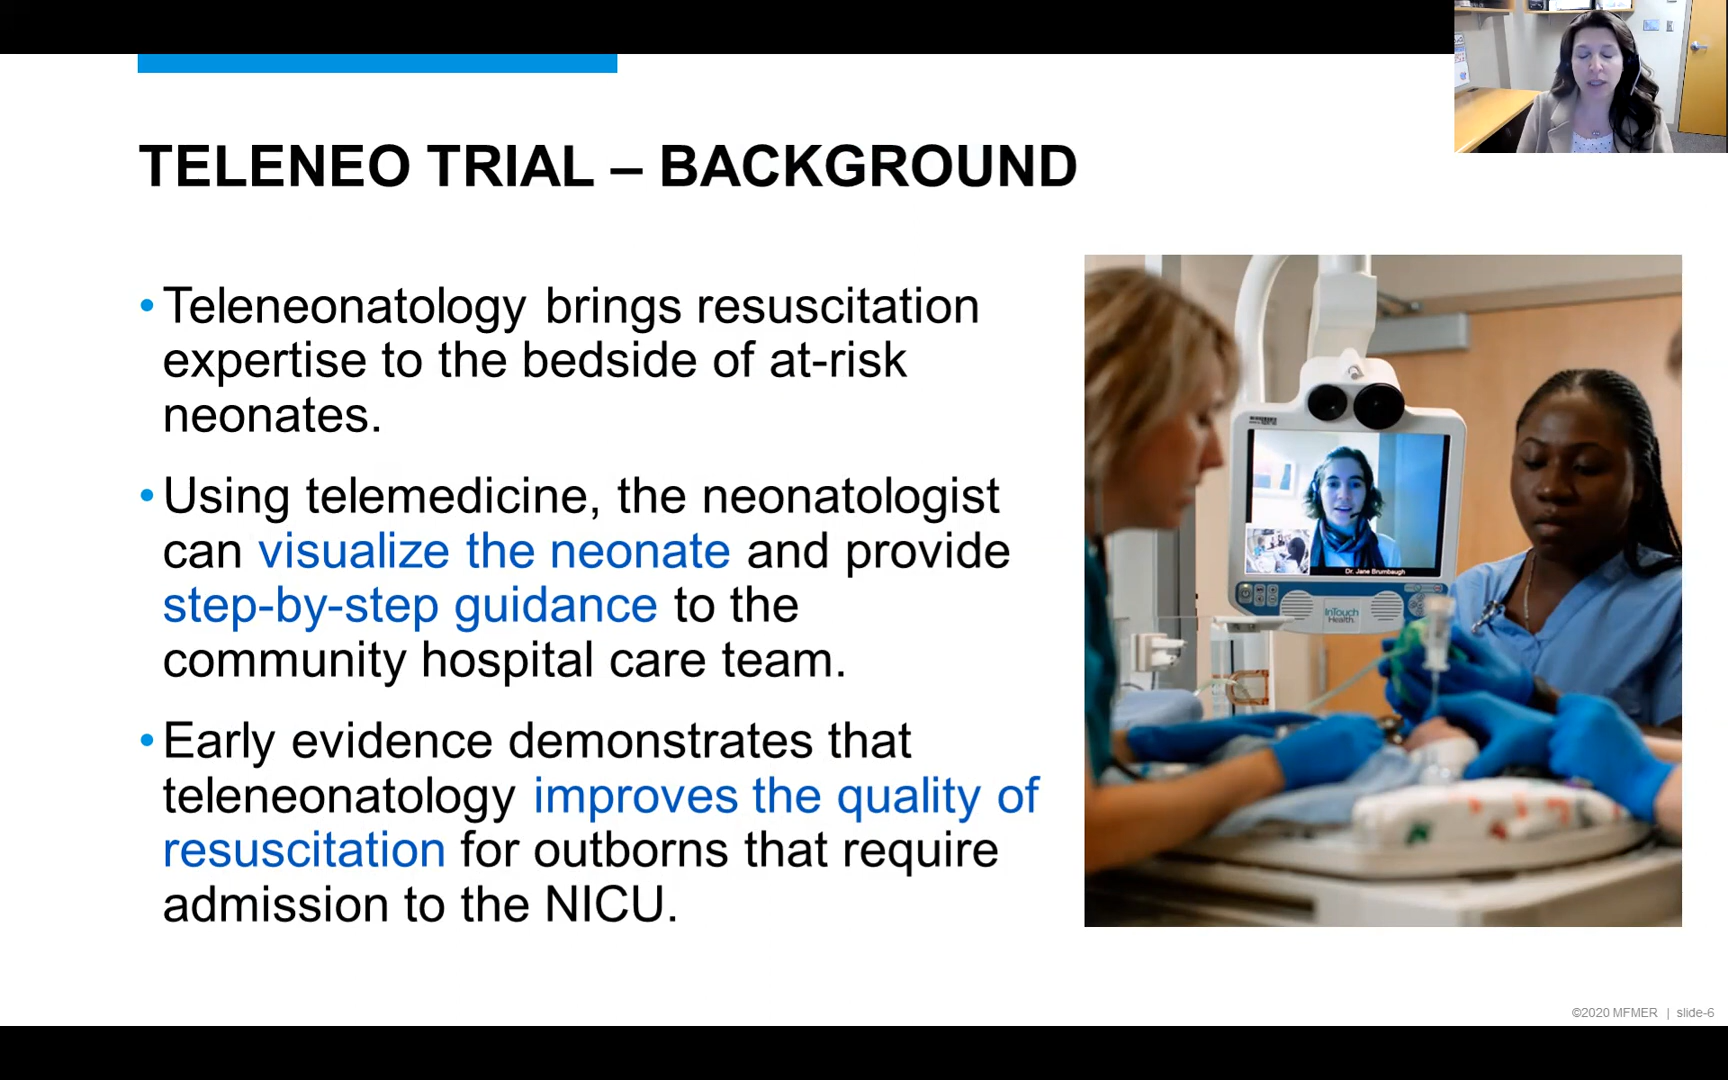 TELENEO TRIAL – BACKGROUND
•Teleneonatology brings resuscitation
expertise to the bedside of at-risk
neonates.
•Using telemedicine, the neonatologist
can visualize the neonate and provide
step-by-step guidance to the
community hospital care team.
•Early evidence demonstrates that
teleneonatology improves the quality of
resuscitation for outborns that require
admission to the NICU.
Dr. Jane Brumbaugh
InTouch
Health.
©2020 MFMER | slide-6